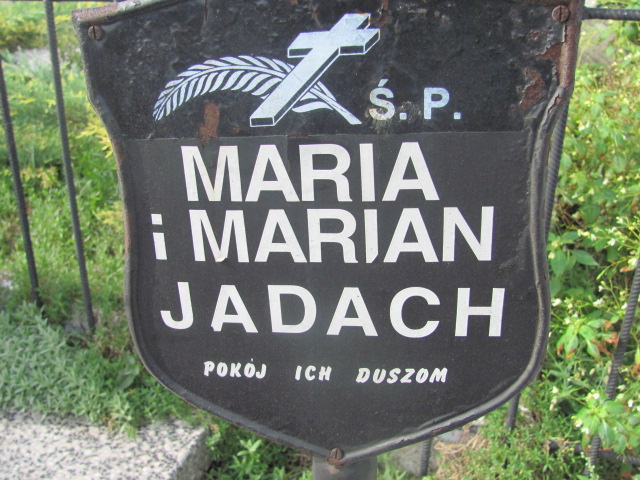 Ś.P.
MARIA
i MARIAN
JADACH
POKÓJ ICH DUSZOM